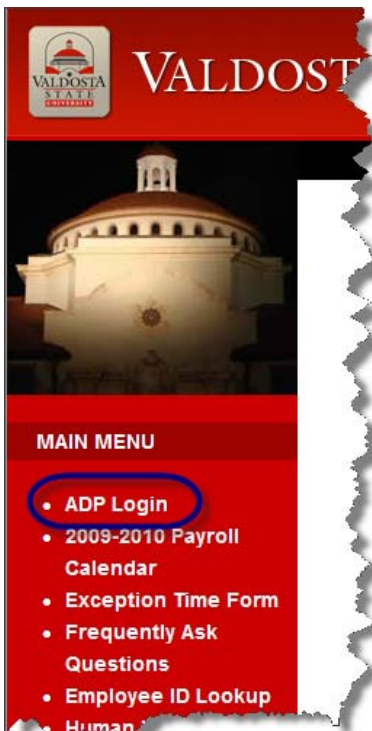 VALDOSTA
STATE
UNIVERSITY
VALDOST
MAIN MENU
ADP Login
2009-2010 Payroll
Calendar
Exception Time Form
Frequently Ask
Questions
Employee ID Lookup
Human